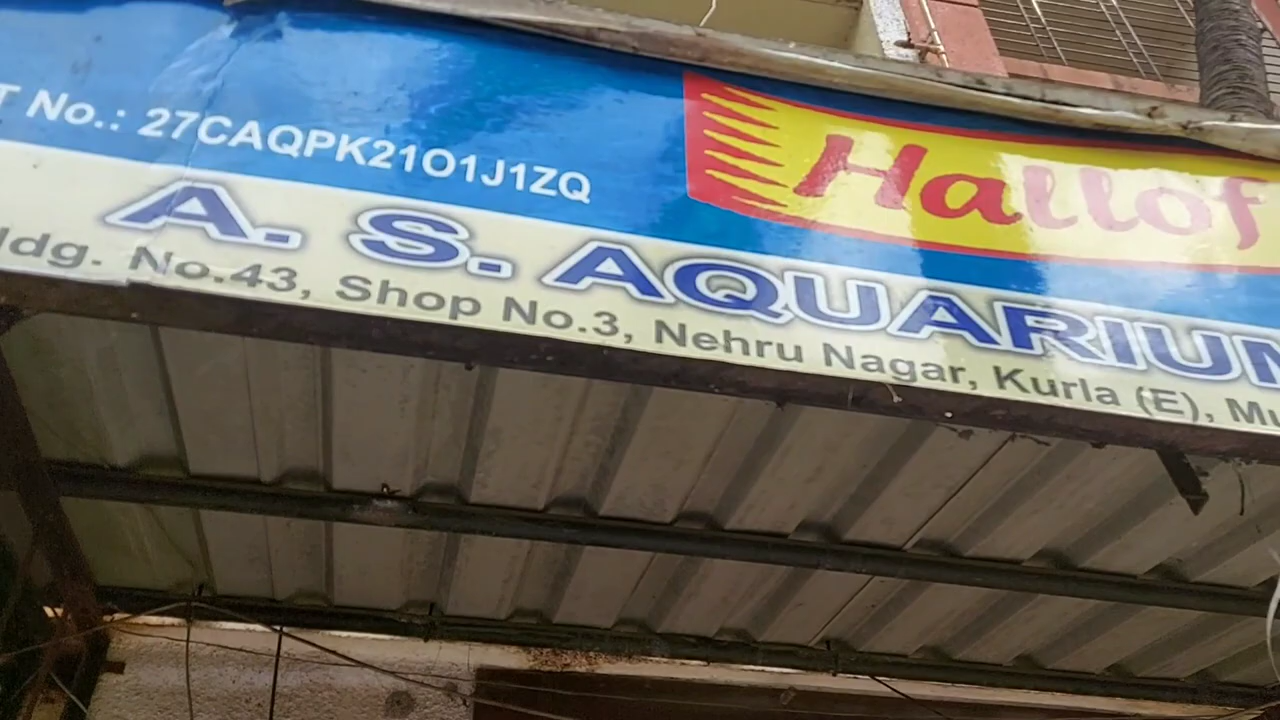 T No.: 27CAQPK21O1J1ZQ
Hallof
A. S. AQUARIUM
ldg. No.43, Shop No.3, Nehru Nagar, Kurla (E), Mu